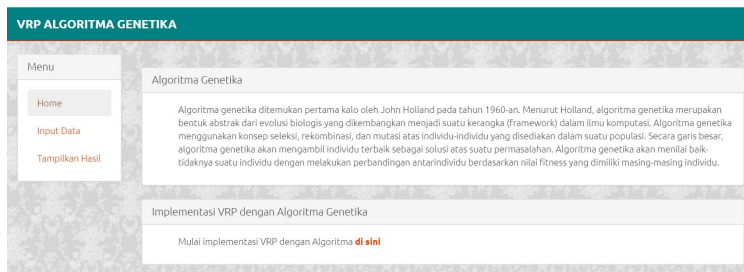 VRP ALGORITMA GENETIKA
Menu
Home
Input Data
Tampilkan Hasil
Algoritma Genetika
Algoritma genetika ditemukan pertama kalo oleh John Holland pada tahun 1960-an. Menurut Holland, algoritma genetika merupakan
bentuk abstrak dari evolusi biologis yang dikembangkan menjadi suatu kerangka (framework) dalam ilmu komputasi. Algoritma genetika
menggunakan konsep seleksi, rekombinasi, dan mutasi atas individu-individu yang disediakan dalam suatu populasi. Secara garis besar,
algoritma genetika akan mengambil individu terbaik sebagai solusi atas suatu permasalahan. Algoritma genetika akan menilai baik-
tidaknya suatu individu dengan melakukan perbandingan antarindividu berdasarkan nilai fitness yang dimiliki masing-masing individu.
Implementasi VRP dengan Algoritma Genetika
Mulai implementasi VRP dengan Algoritma di sini